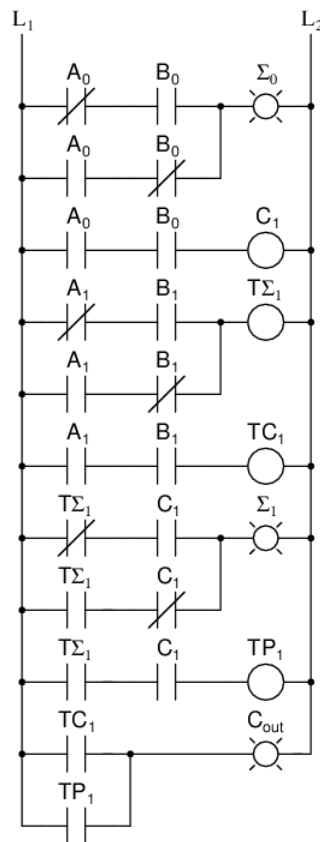 L₁ L₂
A₀ B₀ Σ₀
A₀ B₀
A₀ B₀ C₁
A₁ B₁ TΣ₁
A₁ B₁
A₁ B₁ TC₁
TΣ₁ C₁ Σ₁
TΣ₁ C₁
TΣ₁ C₁ TP₁
TC₁ Cout
TP₁